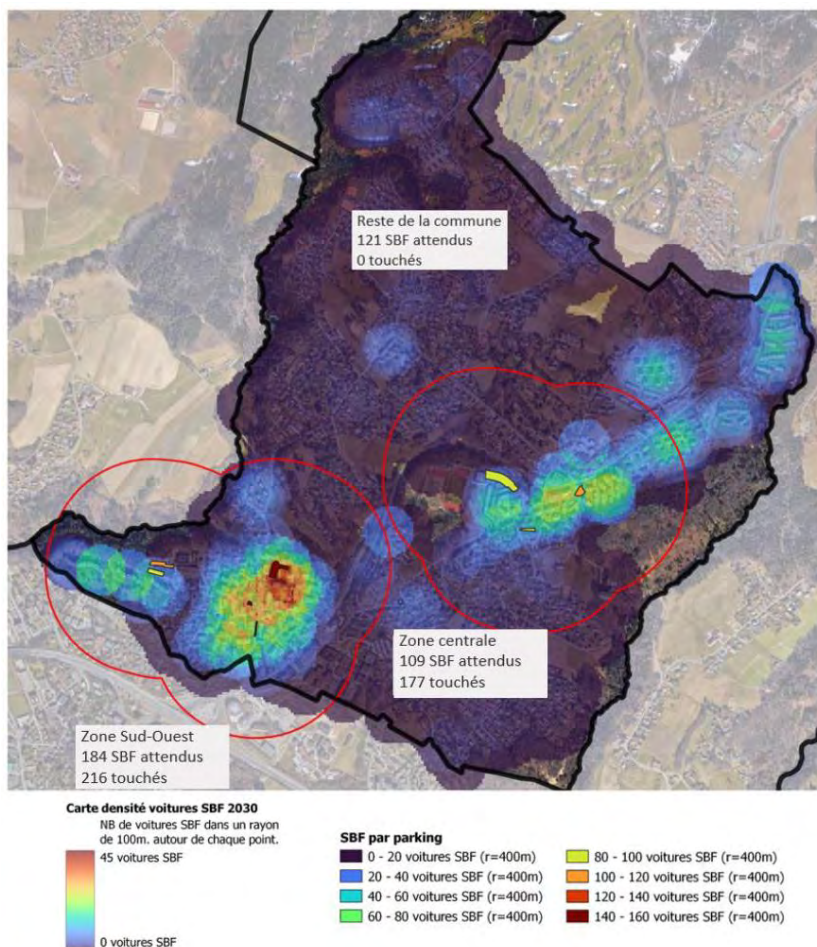 Reste de la commune
121 SBF attendus
0 touchés
Zone centrale
109 SBF attendus
177 touchés
Zone Sud-Ouest
184 SBF attendus
216 touchés
Carte densité voitures SBF 2030
NB de voitures SBF dans un rayon
de 100m. autour de chaque point.
45 voitures SBF
0 voitures SBF
SBF par parking
0 - 20 voitures SBF (r=400m)
20 - 40 voitures SBF (r=400m)
40 - 60 voitures SBF (r=400m)
60 - 80 voitures SBF (r=400m)
80 - 100 voitures SBF (r=400m)
100 - 120 voitures SBF (r=400m)
120 - 140 voitures SBF (r=400m)
140 - 160 voitures SBF (r=400m)